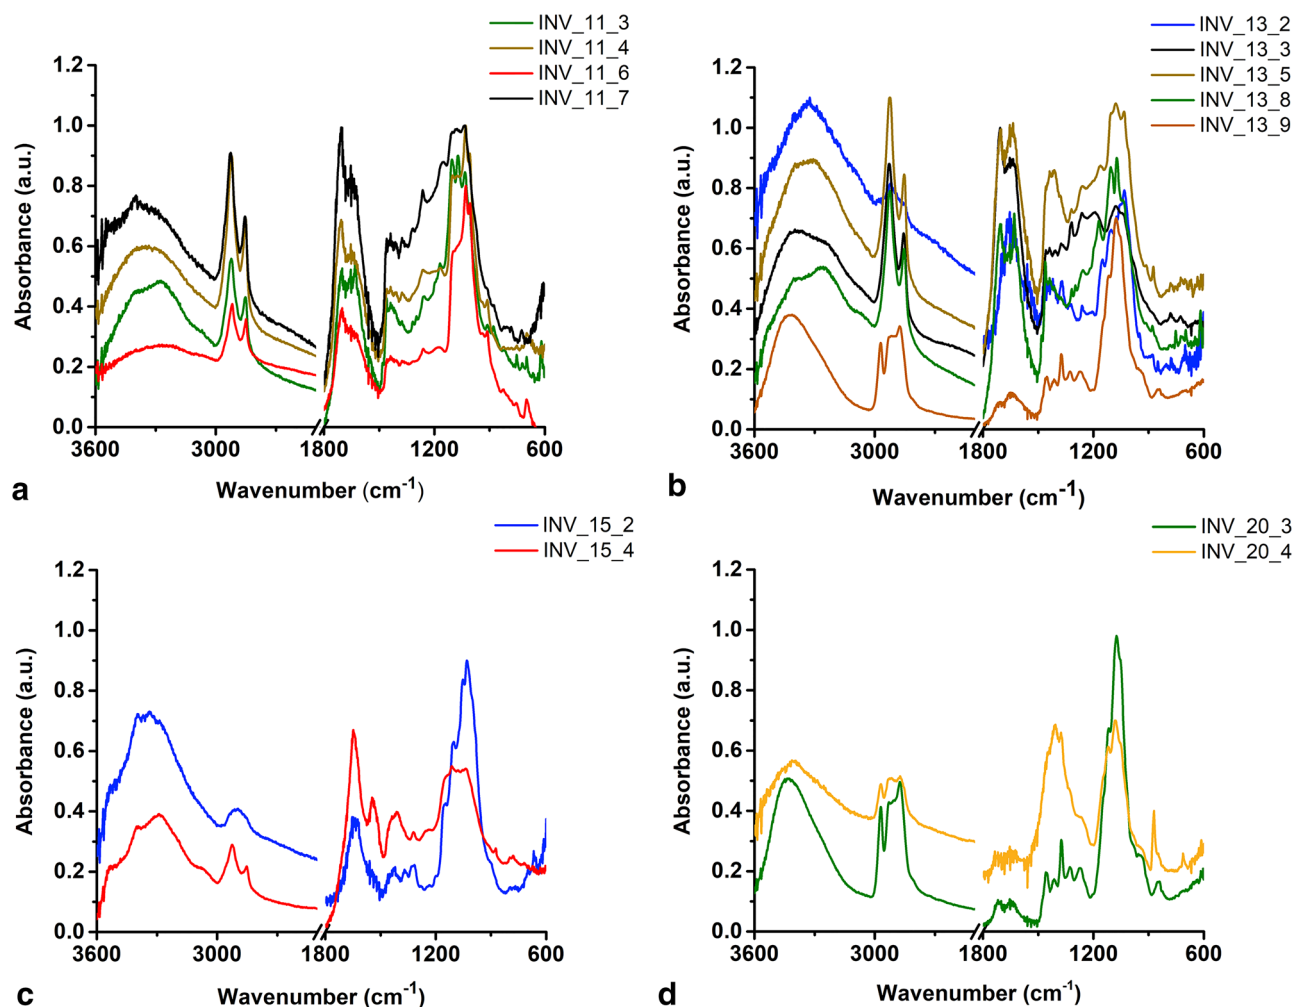 INV_11_3
INV_11_4
INV_11_6
INV_11_7
1.2
1.0
0.8
0.6
0.4
0.2
0.0
Absorbance (a.u.)
3600 3000 1800 1200 600
Wavenumber (cm-1)
a
INV_13_2
INV_13_3
INV_13_5
INV_13_8
INV_13_9
1.2
1.0
0.8
0.6
0.4
0.2
0.0
Absorbance (a.u.)
3600 3000 1800 1200 600
Wavenumber (cm-1)
b
INV_15_2
INV_15_4
1.2
1.0
0.8
0.6
0.4
0.2
0.0
Absorbance (a.u.)
3600 3000 1800 1200 600
Wavenumber (cm-1)
c
INV_20_3
INV_20_4
1.2
1.0
0.8
0.6
0.4
0.2
0.0
Absorbance (a.u.)
3600 3000 1800 1200 600
Wavenumber (cm-1)
d